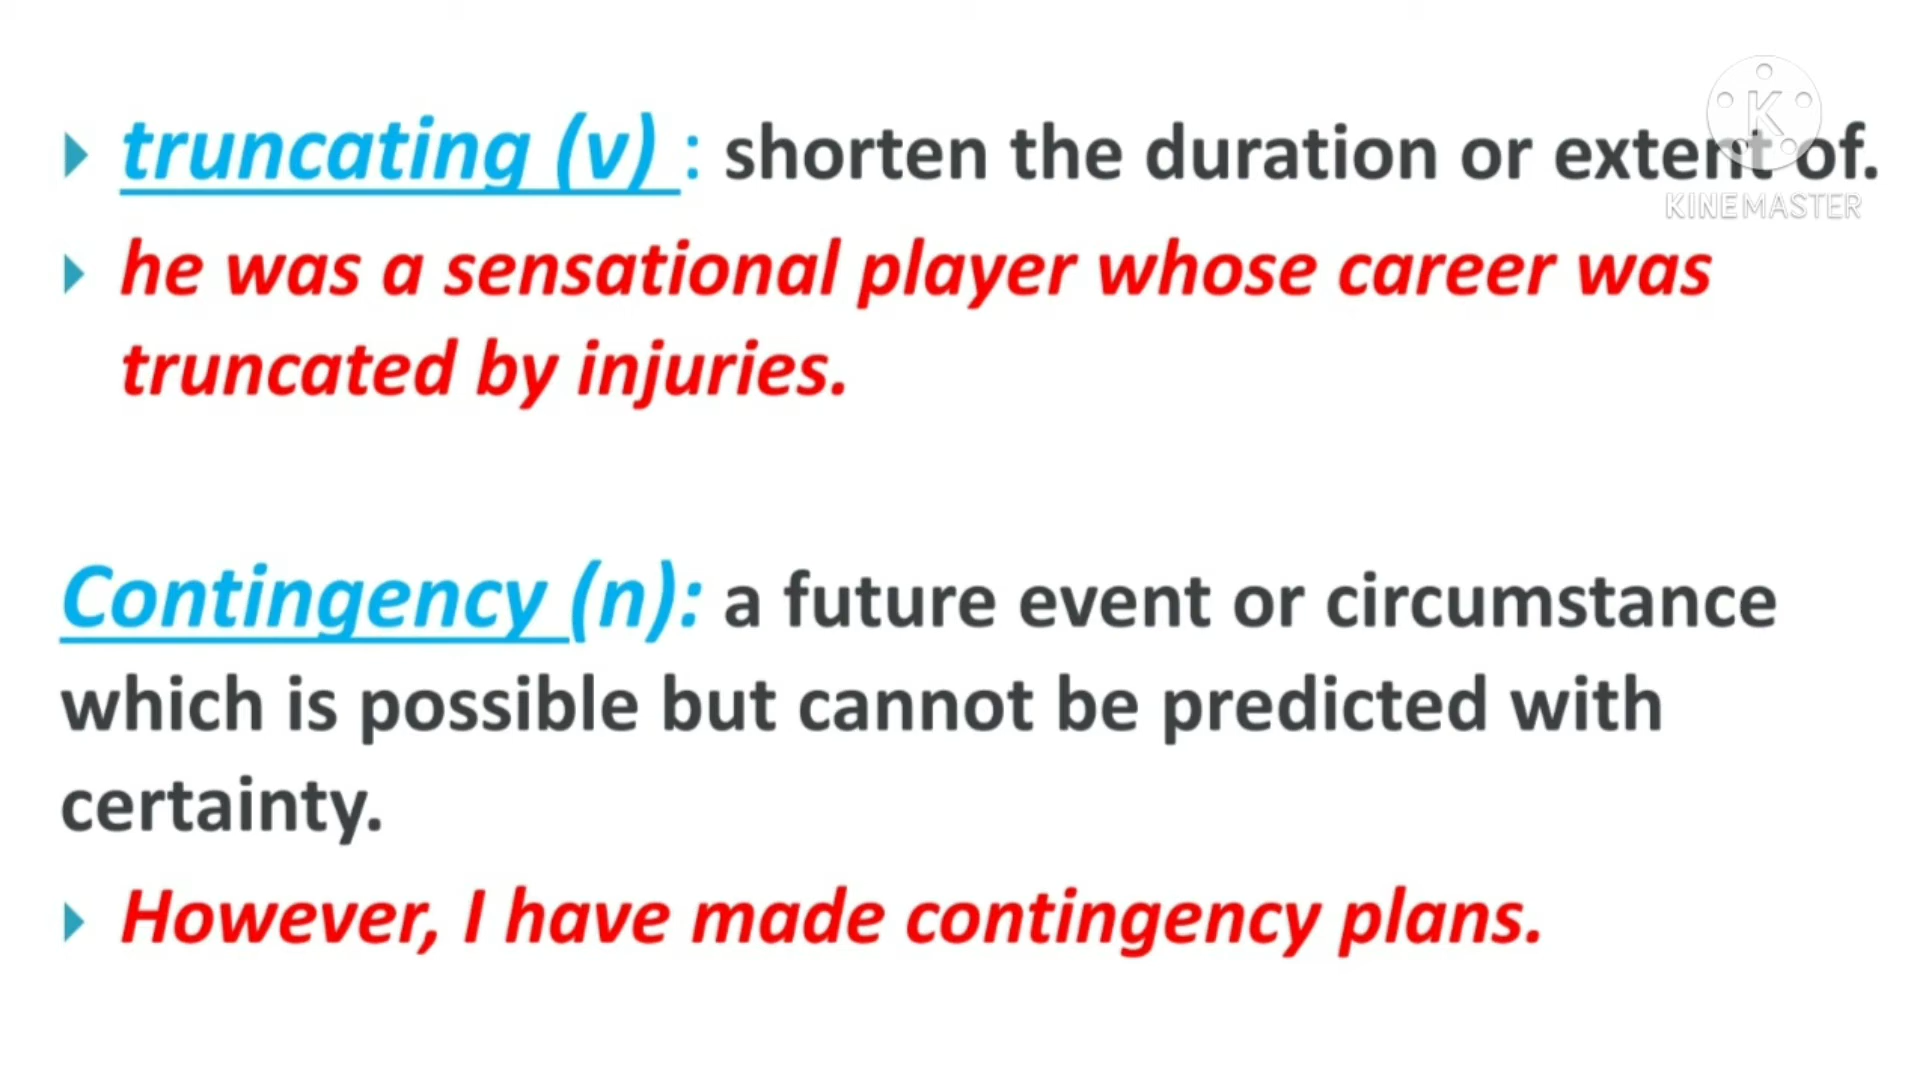 truncating (v) : shorten the duration or extent of.
he was a sensational player whose career was
truncated by injuries.
Contingency (n): a future event or circumstance
which is possible but cannot be predicted with
certainty.
However, I have made contingency plans.
K
KINEMASTER